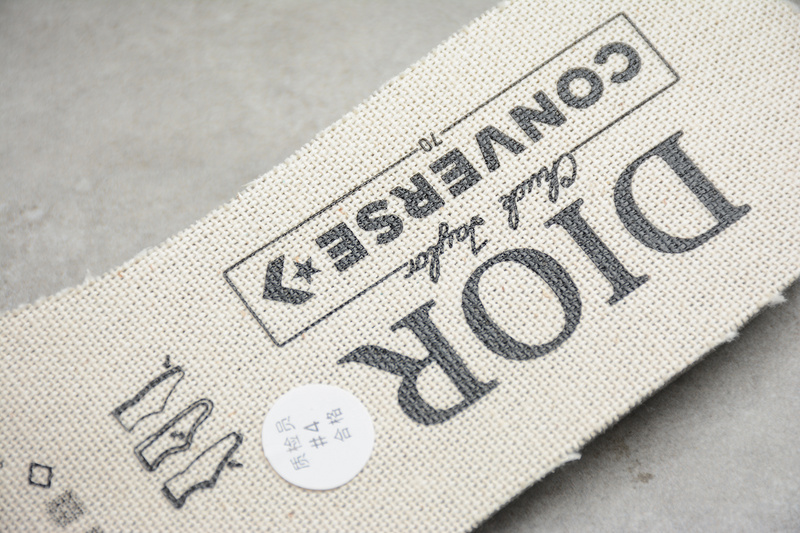 DIOR
Chuck Taylor
CONVERSE
70
质检员
#4
合格